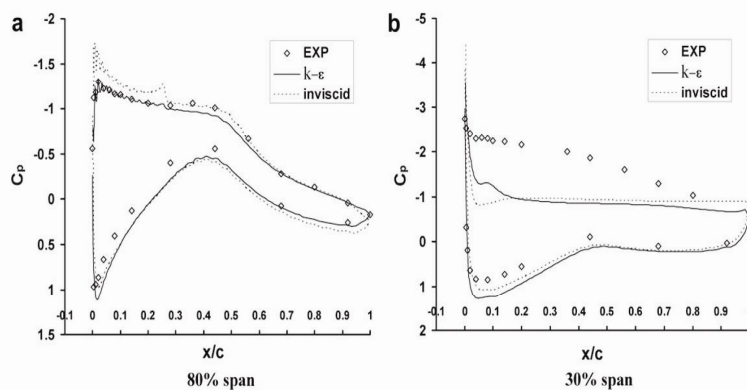 a
-2
-1.5
-1
-0.5
0
0.5
1
1.5
Cp
EXP
k-ε
inviscid
-0.1 0 0.1 0.2 0.3 0.4 0.5 0.6 0.7 0.8 0.9 1
x/c
80% span
b
-5
-4
-3
-2
-1
0
1
2
Cp
EXP
k-ε
inviscid
-0.1 0 0.1 0.2 0.3 0.4 0.5 0.6 0.7 0.8 0.9 1
x/c
30% span